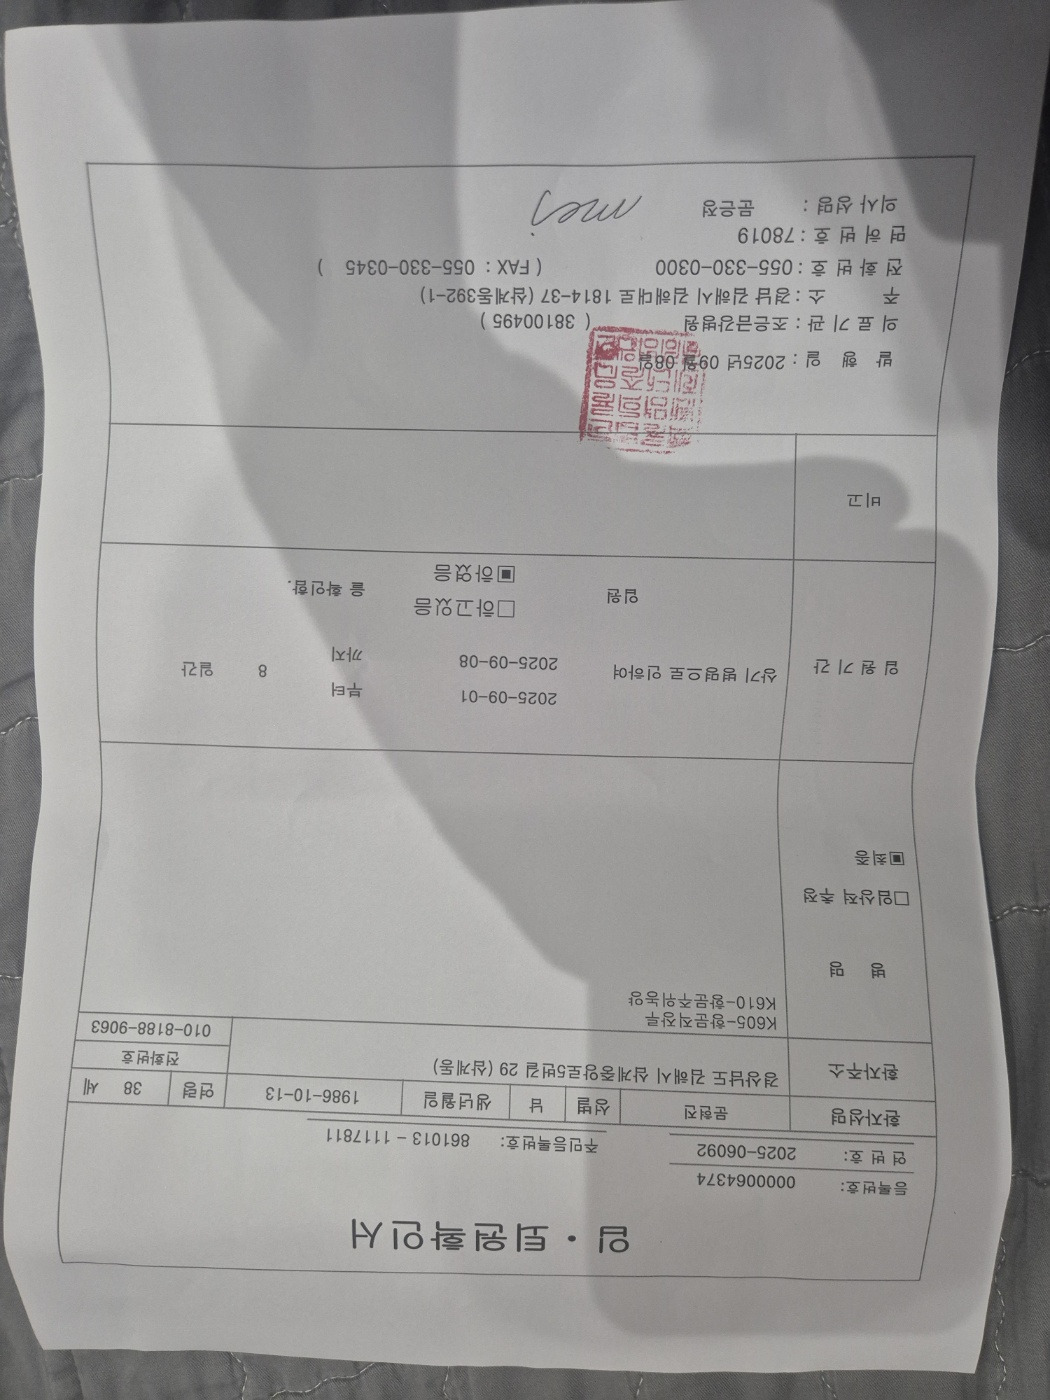 입 · 퇴원확인서
등록번호: 0000064374
연 번 호: 2025-06092
주민등록번호: 861013 - 1117811
환자성명 문현진 성별 남 생년월일 1986-10-13 연령 38 세
환자주소 경상남도 김해시 삼계중앙로5번길 29 (삼계동)
전화번호
010-8188-9063
병 명
□임상적 추정
▣최종
K605-항문직장루
K610-항문주위농양
입 원 기 간
상기 병명으로 인하여
2025-09-01 부터
2025-09-08 까지
8 일간
입원
□하고있음
▣하였음
을 확인함.
비고
발 행 일 : 2025년 09월 08일
의 료 기 관 : 조은금강병원 ( 38100495 )
주 소 : 경남 김해시 김해대로 1814-37 (삼계동392-1)
전 화 번 호 : 055-330-0300 ( FAX : 055-330-0345 )
면 허 번 호 : 78019
의사 성명 : 문은정